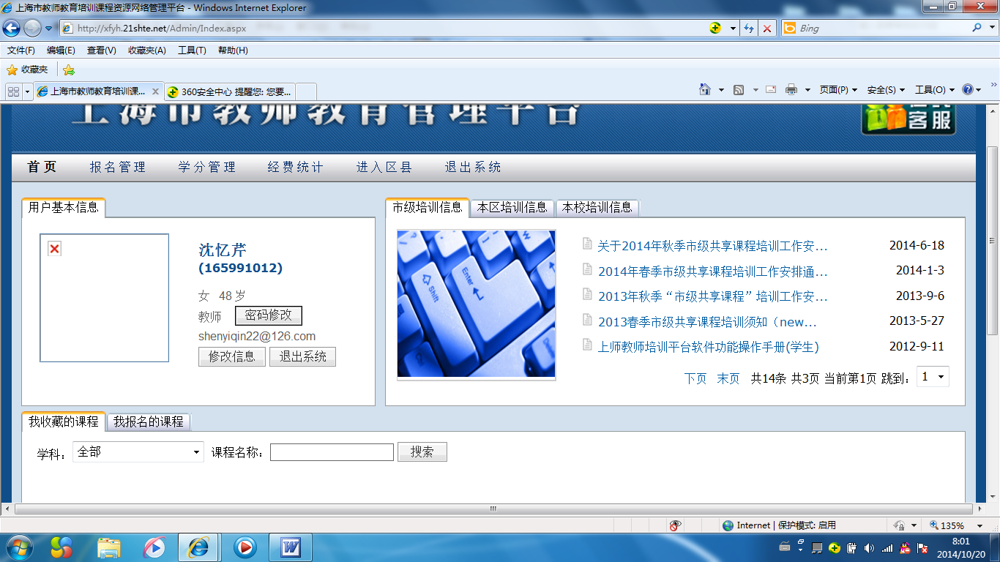 上海市教师教育培训课程资源网络管理平台 - Windows Internet Explorer
http://xfyh.21shte.net/Admin/Index.aspx
Bing
文件(F) 编辑(E) 查看(V) 收藏夹(A) 工具(T) 帮助(H)
收藏夹
上海市教师教育培训课... 360安全中心 提醒您: 您要...
页面(P) 安全(S) 工具(O)
上海市教师教育管理平台
客服
首页 报名管理 学分管理 经费统计 进入区县 退出系统
用户基本信息
沈忆芹
(165991012)
女 48 岁
教师 密码修改
shenyiqin22@126.com
修改信息 退出系统
市级培训信息 本区培训信息 本校培训信息
Enter
Shift
关于2014年秋季市级共享课程培训工作安... 2014-6-18
2014年春季市级共享课程培训工作安排通... 2014-1-3
2013年秋季“市级共享课程”培训工作安... 2013-9-6
2013春季市级共享课程培训须知（new... 2013-5-27
上师教师培训平台软件功能操作手册(学生) 2012-9-11
下页 末页 共14条 共3页 当前第1页 跳到： 1
我收藏的课程 我报名的课程
学科： 全部 课程名称： 搜索
Internet | 保护模式: 启用
135%
8:01
2014/10/20